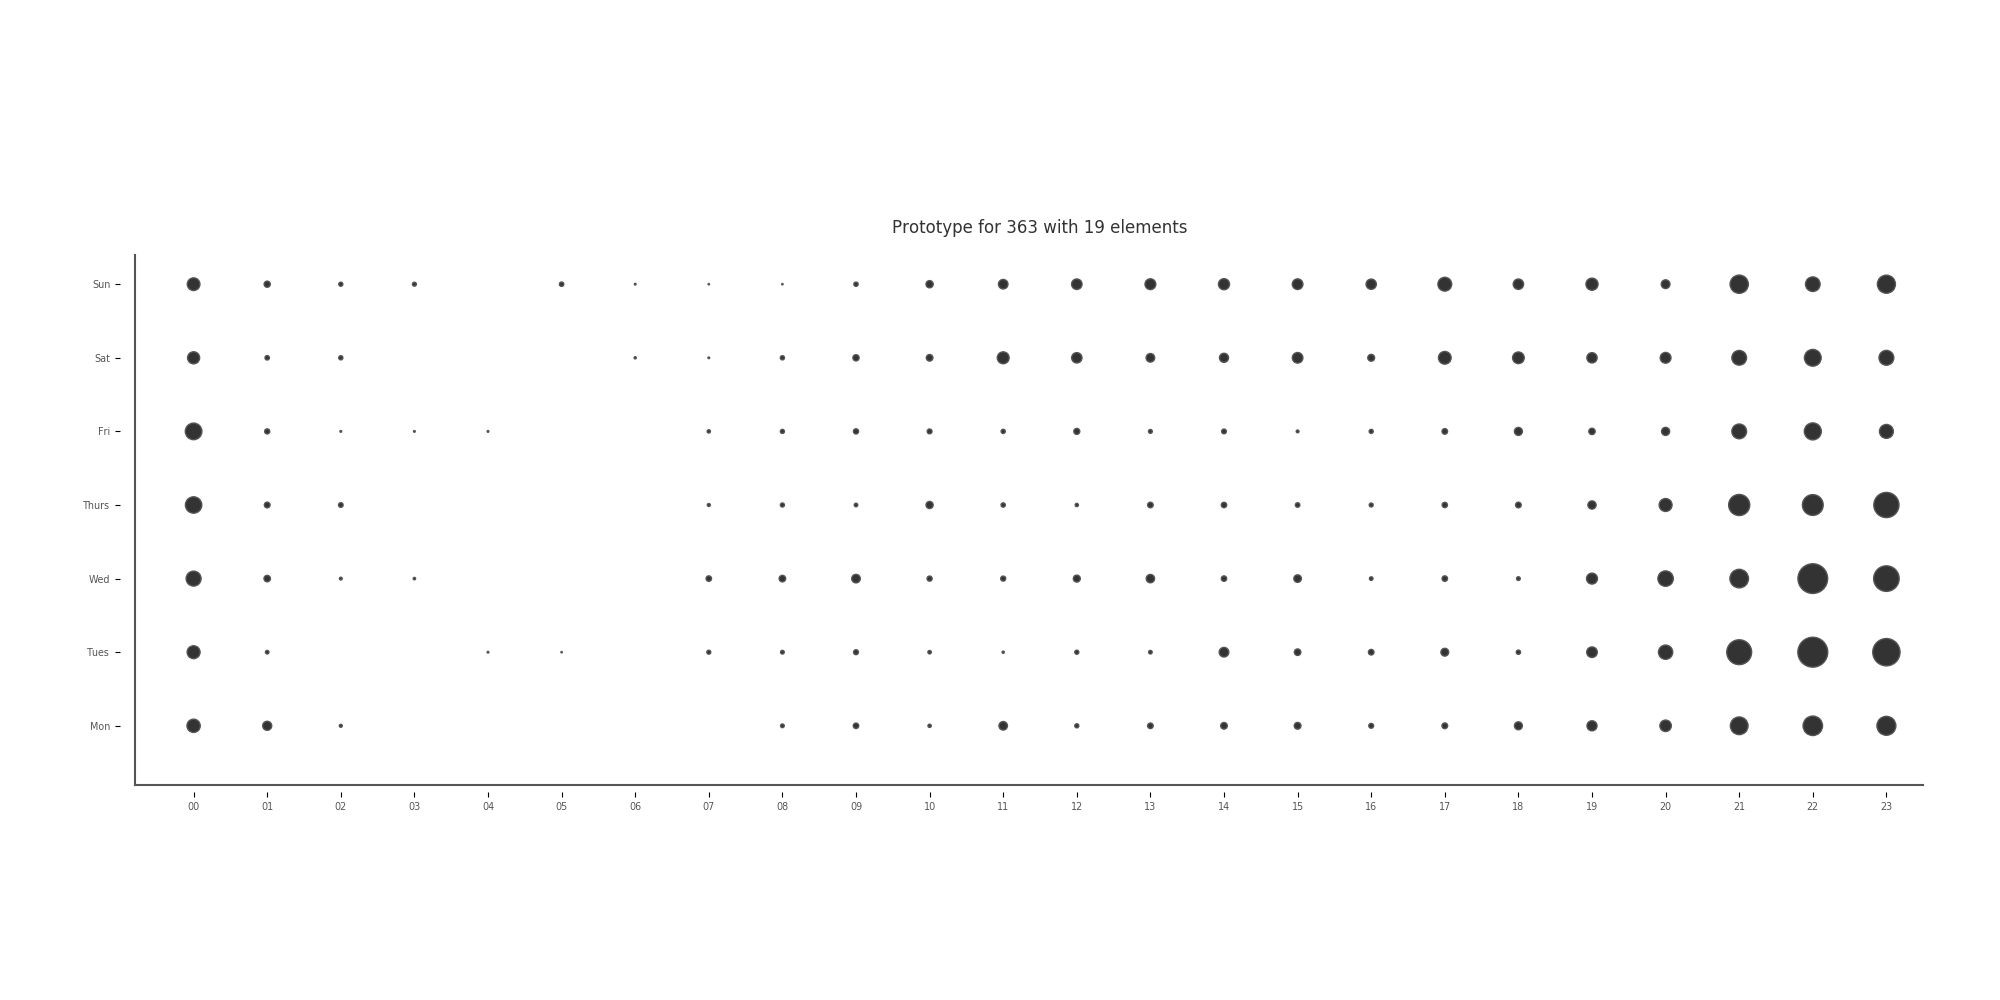 Prototype for 363 with 19 elements
Sun
Sat
Fri
Thurs
Wed
Tues
Mon
00 01 02 03 04 05 06 07 08 09 10 11 12 13 14 15 16 17 18 19 20 21 22 23